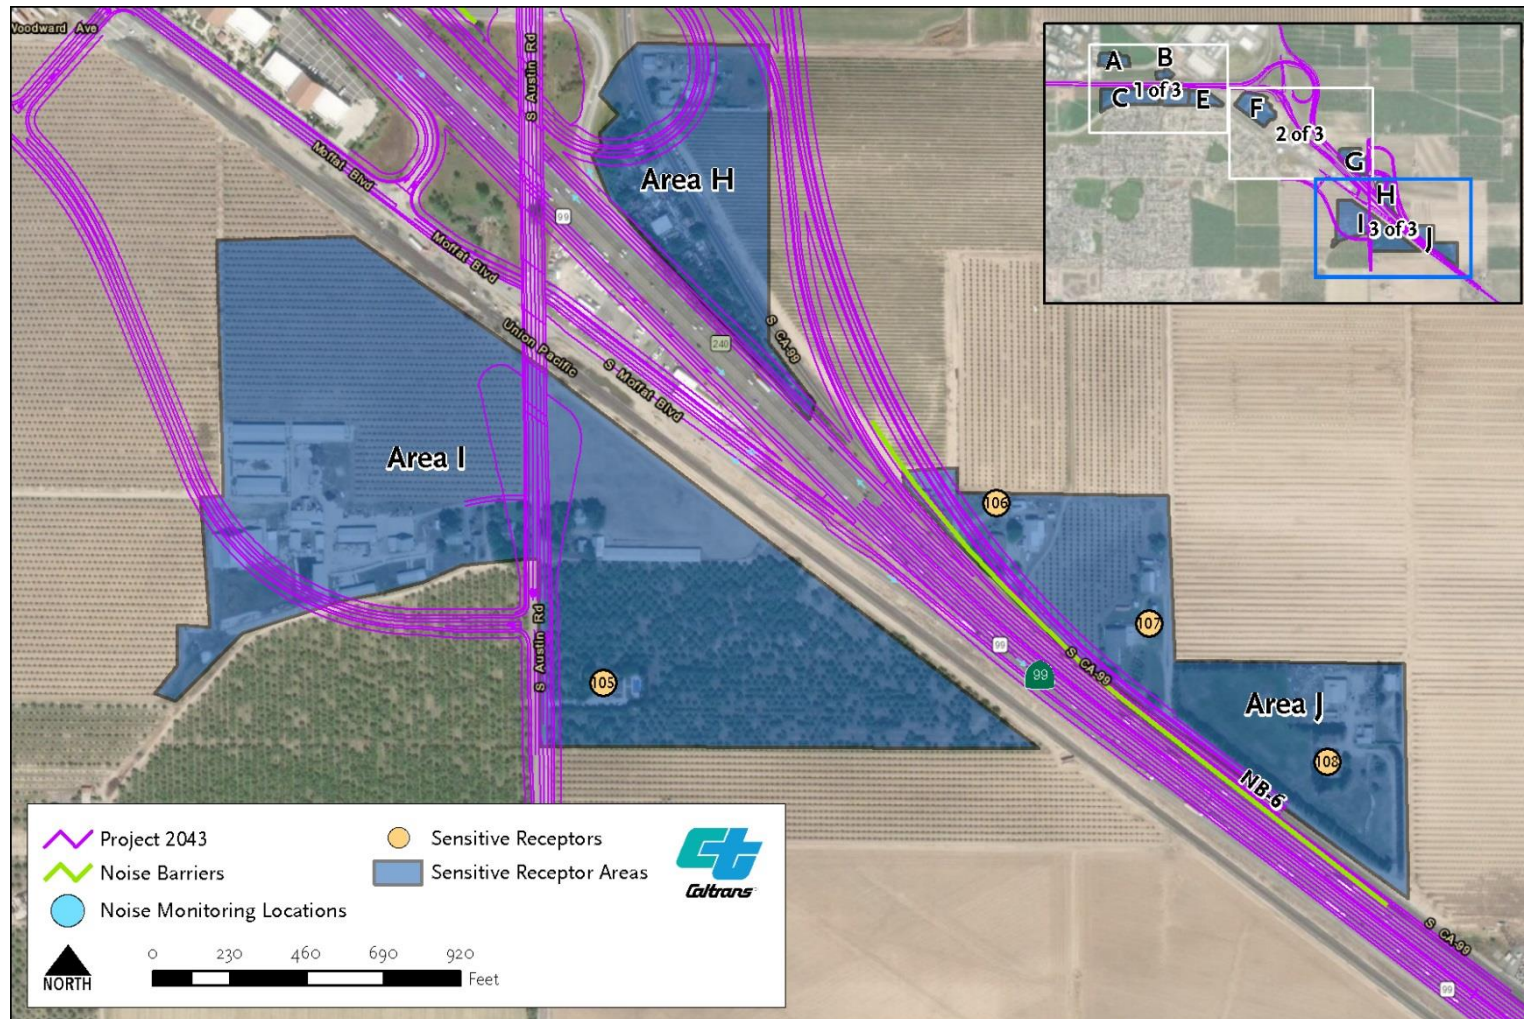 Woodward Ave
S Austin Rd
Moffat Blvd
99
Area H
Moffat Blvd
Union Pacific
S Moffat Blvd
240
S CA-99
Area I
106
107
99
S CA-99
99
105
S Austin Rd
Area J
108
NB-6
S CA-99
99
A
B
C
1 of 3
E
F
2 of 3
G
H
I
3 of 3
J
Project 2043
Noise Barriers
Noise Monitoring Locations
Sensitive Receptors
Sensitive Receptor Areas
Caltrans
NORTH
0 230 460 690 920
Feet